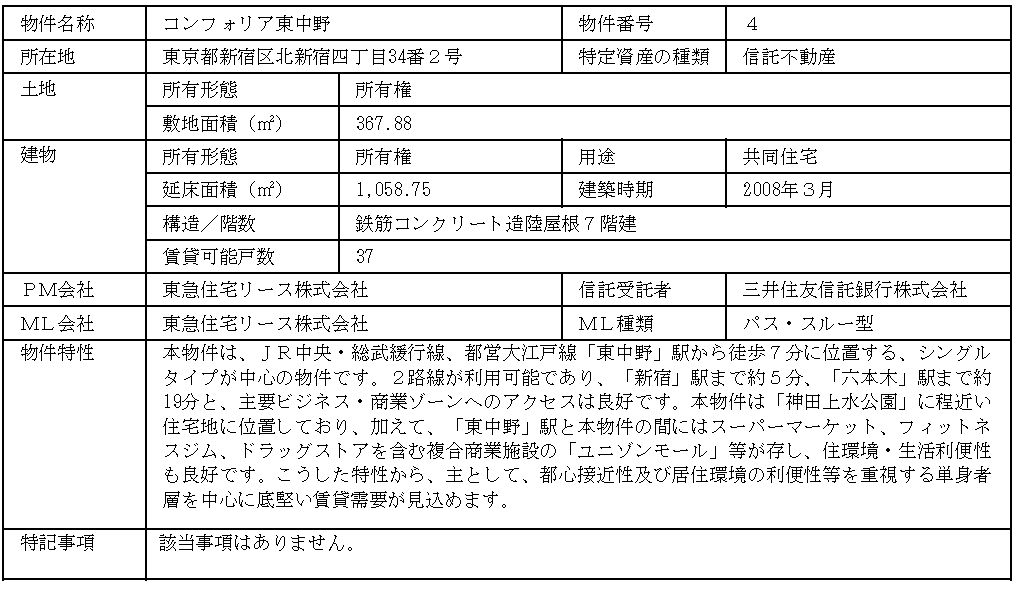 物件名称 コンフォリア東中野 物件番号 ４
所在地 東京都新宿区北新宿四丁目34番２号 特定資産の種類 信託不動産
土地 所有形態 所有権
敷地面積（㎡） 367.88
建物 所有形態 所有権 用途 共同住宅
延床面積（㎡） 1,058.75 建築時期 2008年３月
構造／階数 鉄筋コンクリート造陸屋根７階建
賃貸可能戸数 37
ＰＭ会社 東急住宅リース株式会社 信託受託者 三井住友信託銀行株式会社
ＭＬ会社 東急住宅リース株式会社 ＭＬ種類 パス・スルー型
物件特性 本物件は、ＪＲ中央・総武緩行線、都営大江戸線「東中野」駅から徒歩７分に位置する、シングル
タイプが中心の物件です。２路線が利用可能であり、「新宿」駅まで約５分、「六本木」駅まで約
19分と、主要ビジネス・商業ゾーンへのアクセスは良好です。本物件は「神田上水公園」に程近い
住宅地に位置しており、加えて、「東中野」駅と本物件の間にはスーパーマーケット、フィットネ
スジム、ドラッグストアを含む複合商業施設の「ユニゾンモール」等が存し、住環境・生活利便性
も良好です。こうした特性から、主として、都心接近性及び居住環境の利便性等を重視する単身者
層を中心に底堅い賃貸需要が見込めます。
特記事項 該当事項はありません。